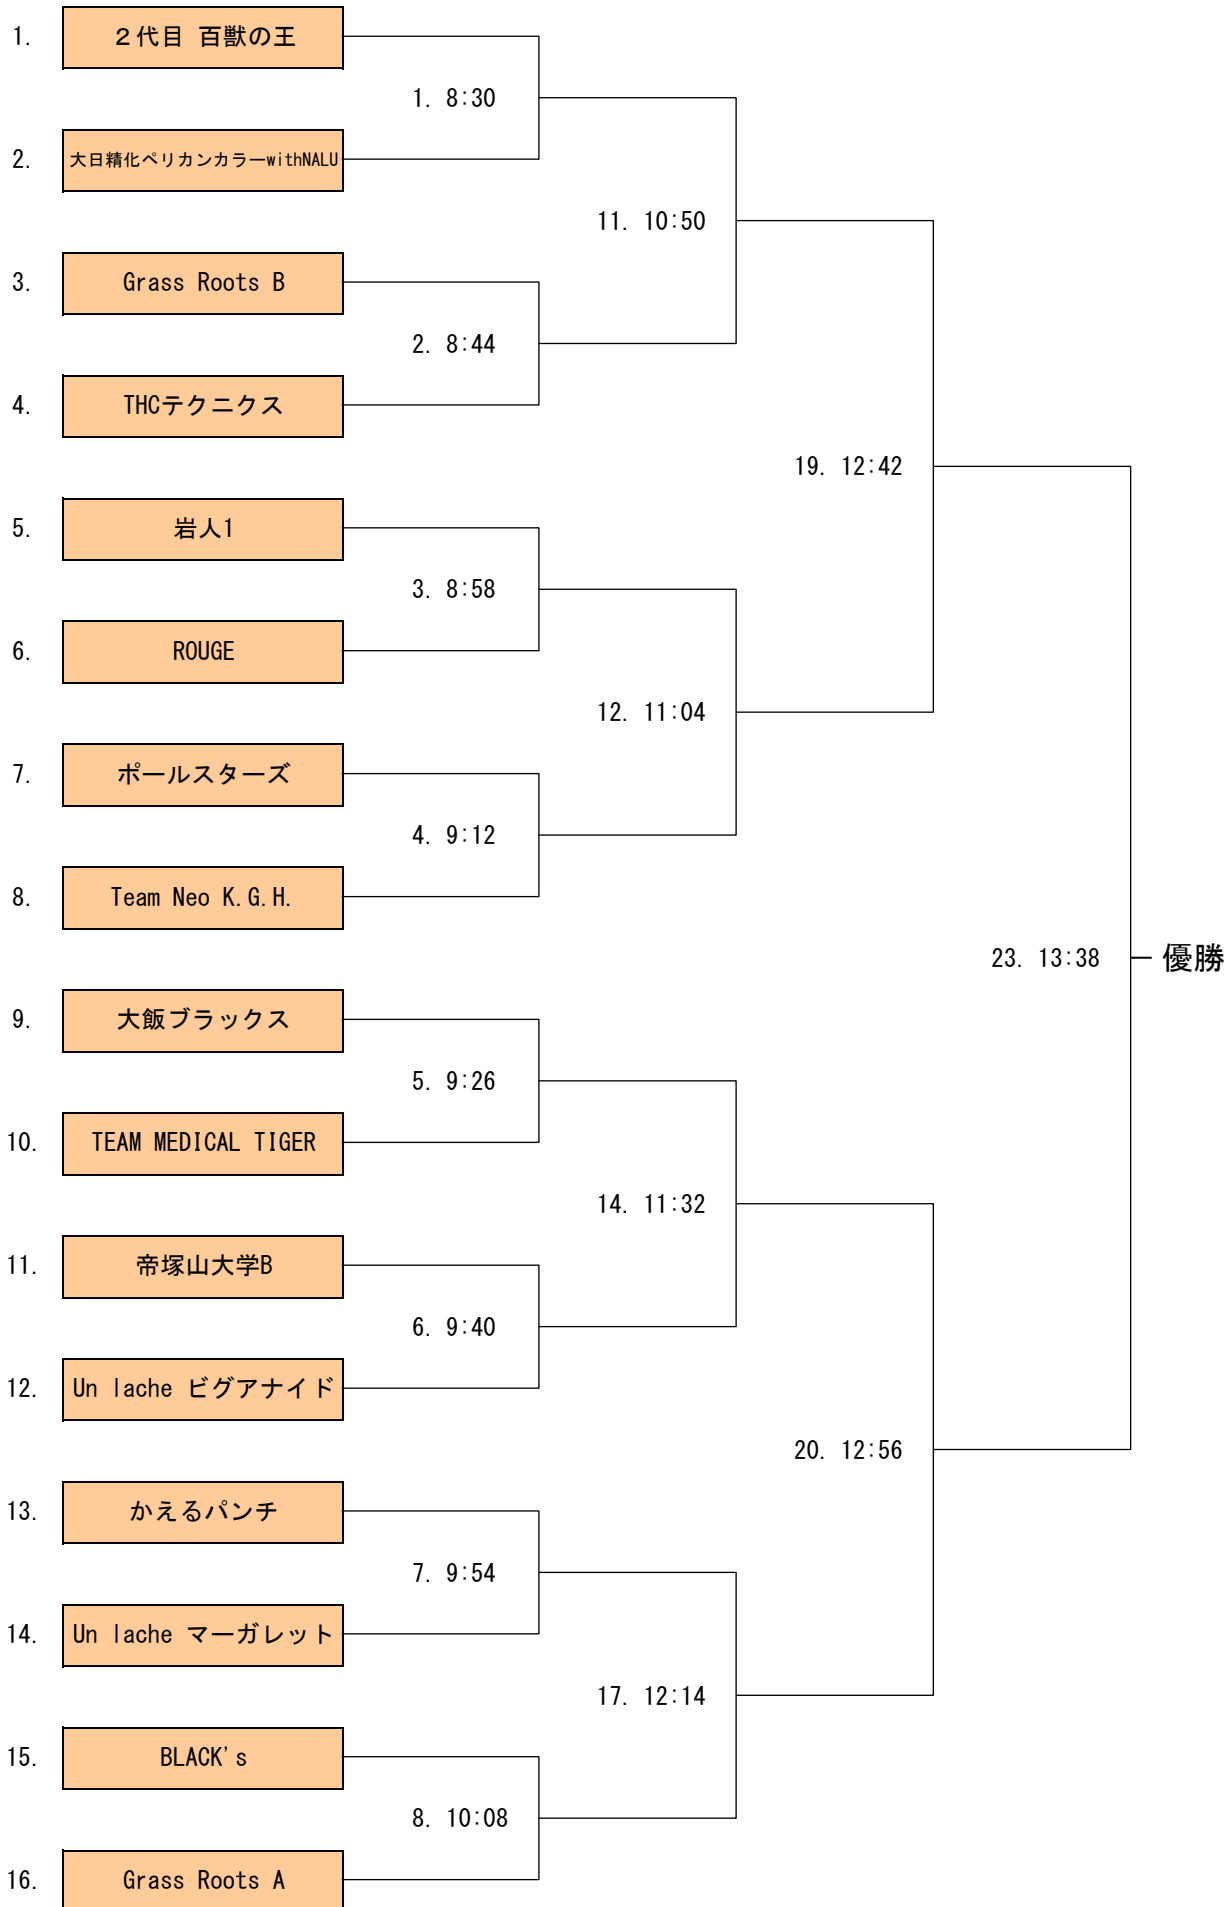 1. ２代目 百獣の王
1. 8:30
2. 大日精化ペリカンカラーwithNALU
11. 10:50
3. Grass Roots B
2. 8:44
4. THCテクニクス
19. 12:42
5. 岩人1
3. 8:58
6. ROUGE
12. 11:04
7. ポールスターズ
4. 9:12
8. Team Neo K.G.H.
23. 13:38 優勝
9. 大飯ブラックス
5. 9:26
10. TEAM MEDICAL TIGER
14. 11:32
11. 帝塚山大学B
6. 9:40
12. Un lache ビグアナイド
20. 12:56
13. かえるパンチ
7. 9:54
14. Un lache マーガレット
17. 12:14
15. BLACK's
8. 10:08
16. Grass Roots A